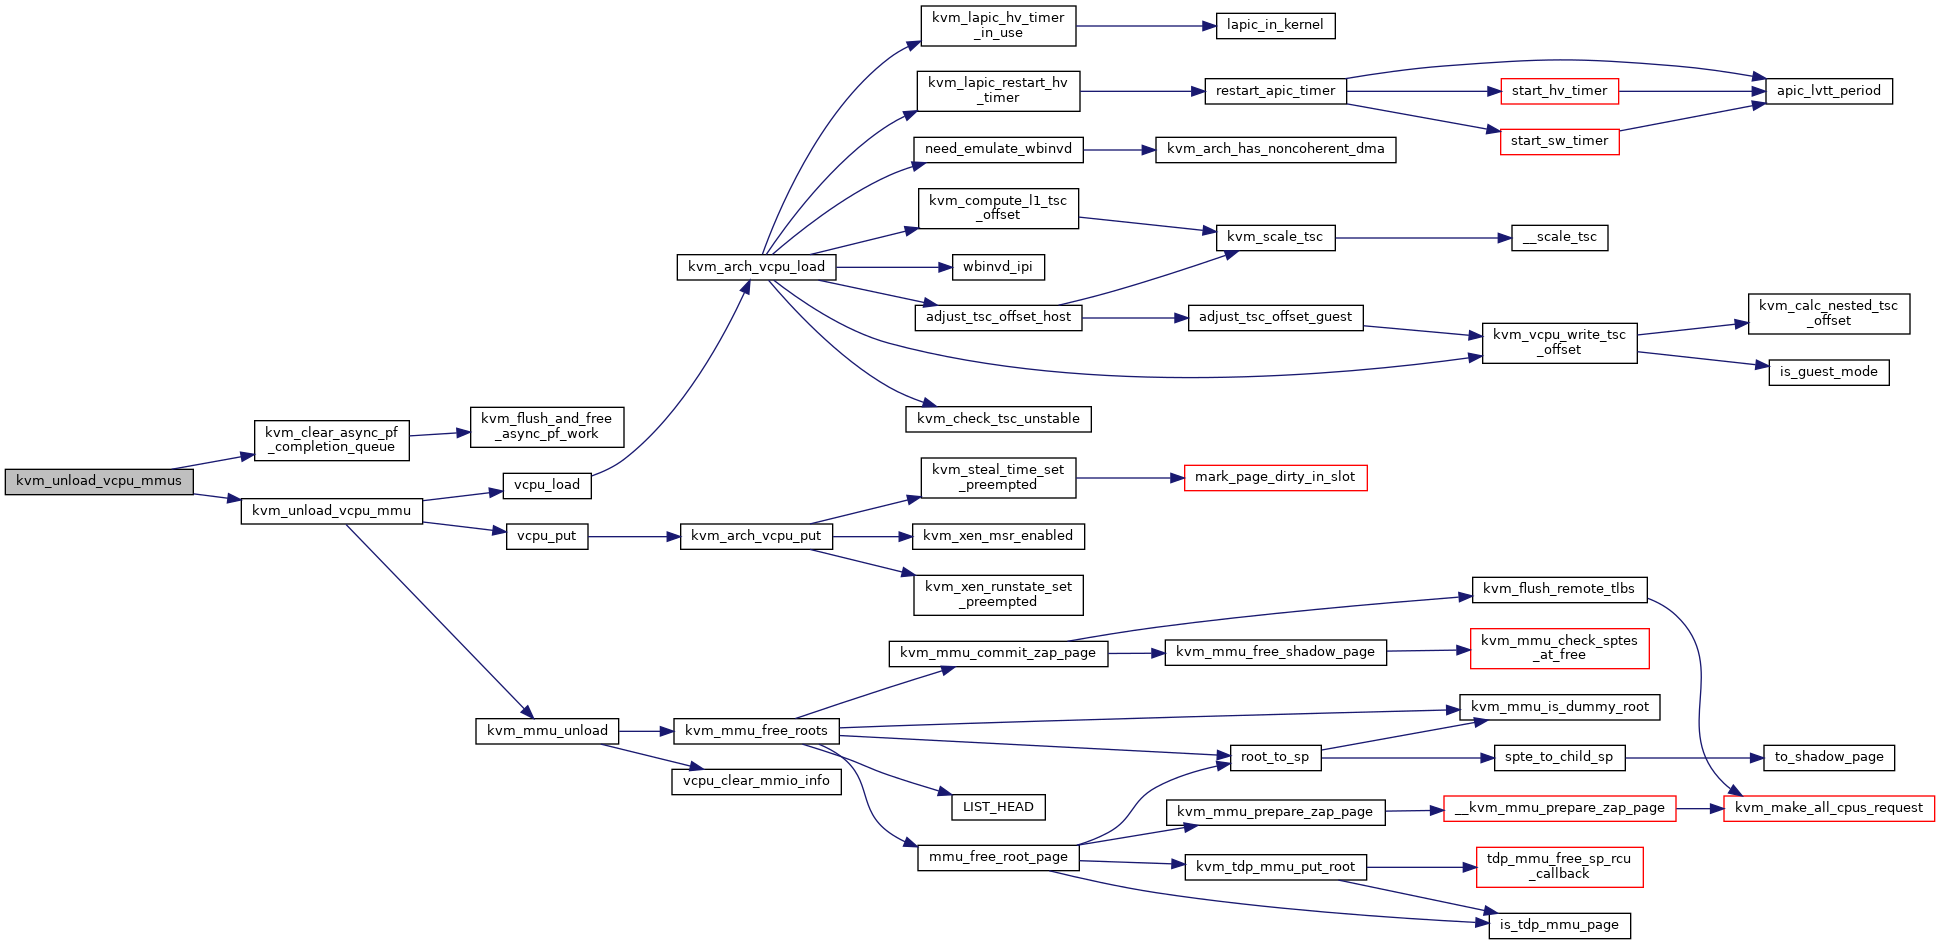 kvm_unload_vcpu_mmus
kvm_clear_async_pf
_completion_queue
kvm_flush_and_free
_async_pf_work
kvm_unload_vcpu_mmu
vcpu_load
kvm_arch_vcpu_load
kvm_lapic_hv_timer
_in_use
lapic_in_kernel
kvm_lapic_restart_hv
_timer
restart_apic_timer
start_hv_timer
apic_lvtt_period
start_sw_timer
need_emulate_wbinvd
kvm_arch_has_noncoherent_dma
kvm_compute_l1_tsc
_offset
kvm_scale_tsc
__scale_tsc
wbinvd_ipi
adjust_tsc_offset_host
adjust_tsc_offset_guest
kvm_vcpu_write_tsc
_offset
kvm_calc_nested_tsc
_offset
is_guest_mode
kvm_check_tsc_unstable
vcpu_put
kvm_arch_vcpu_put
kvm_steal_time_set
_preempted
mark_page_dirty_in_slot
kvm_xen_msr_enabled
kvm_xen_runstate_set
_preempted
kvm_mmu_unload
kvm_mmu_free_roots
vcpu_clear_mmio_info
kvm_mmu_commit_zap_page
kvm_flush_remote_tlbs
kvm_mmu_free_shadow_page
kvm_mmu_check_sptes
_at_free
kvm_mmu_is_dummy_root
root_to_sp
spte_to_child_sp
to_shadow_page
LIST_HEAD
mmu_free_root_page
kvm_mmu_prepare_zap_page
__kvm_mmu_prepare_zap_page
kvm_make_all_cpus_request
kvm_tdp_mmu_put_root
tdp_mmu_free_sp_rcu
_callback
is_tdp_mmu_page